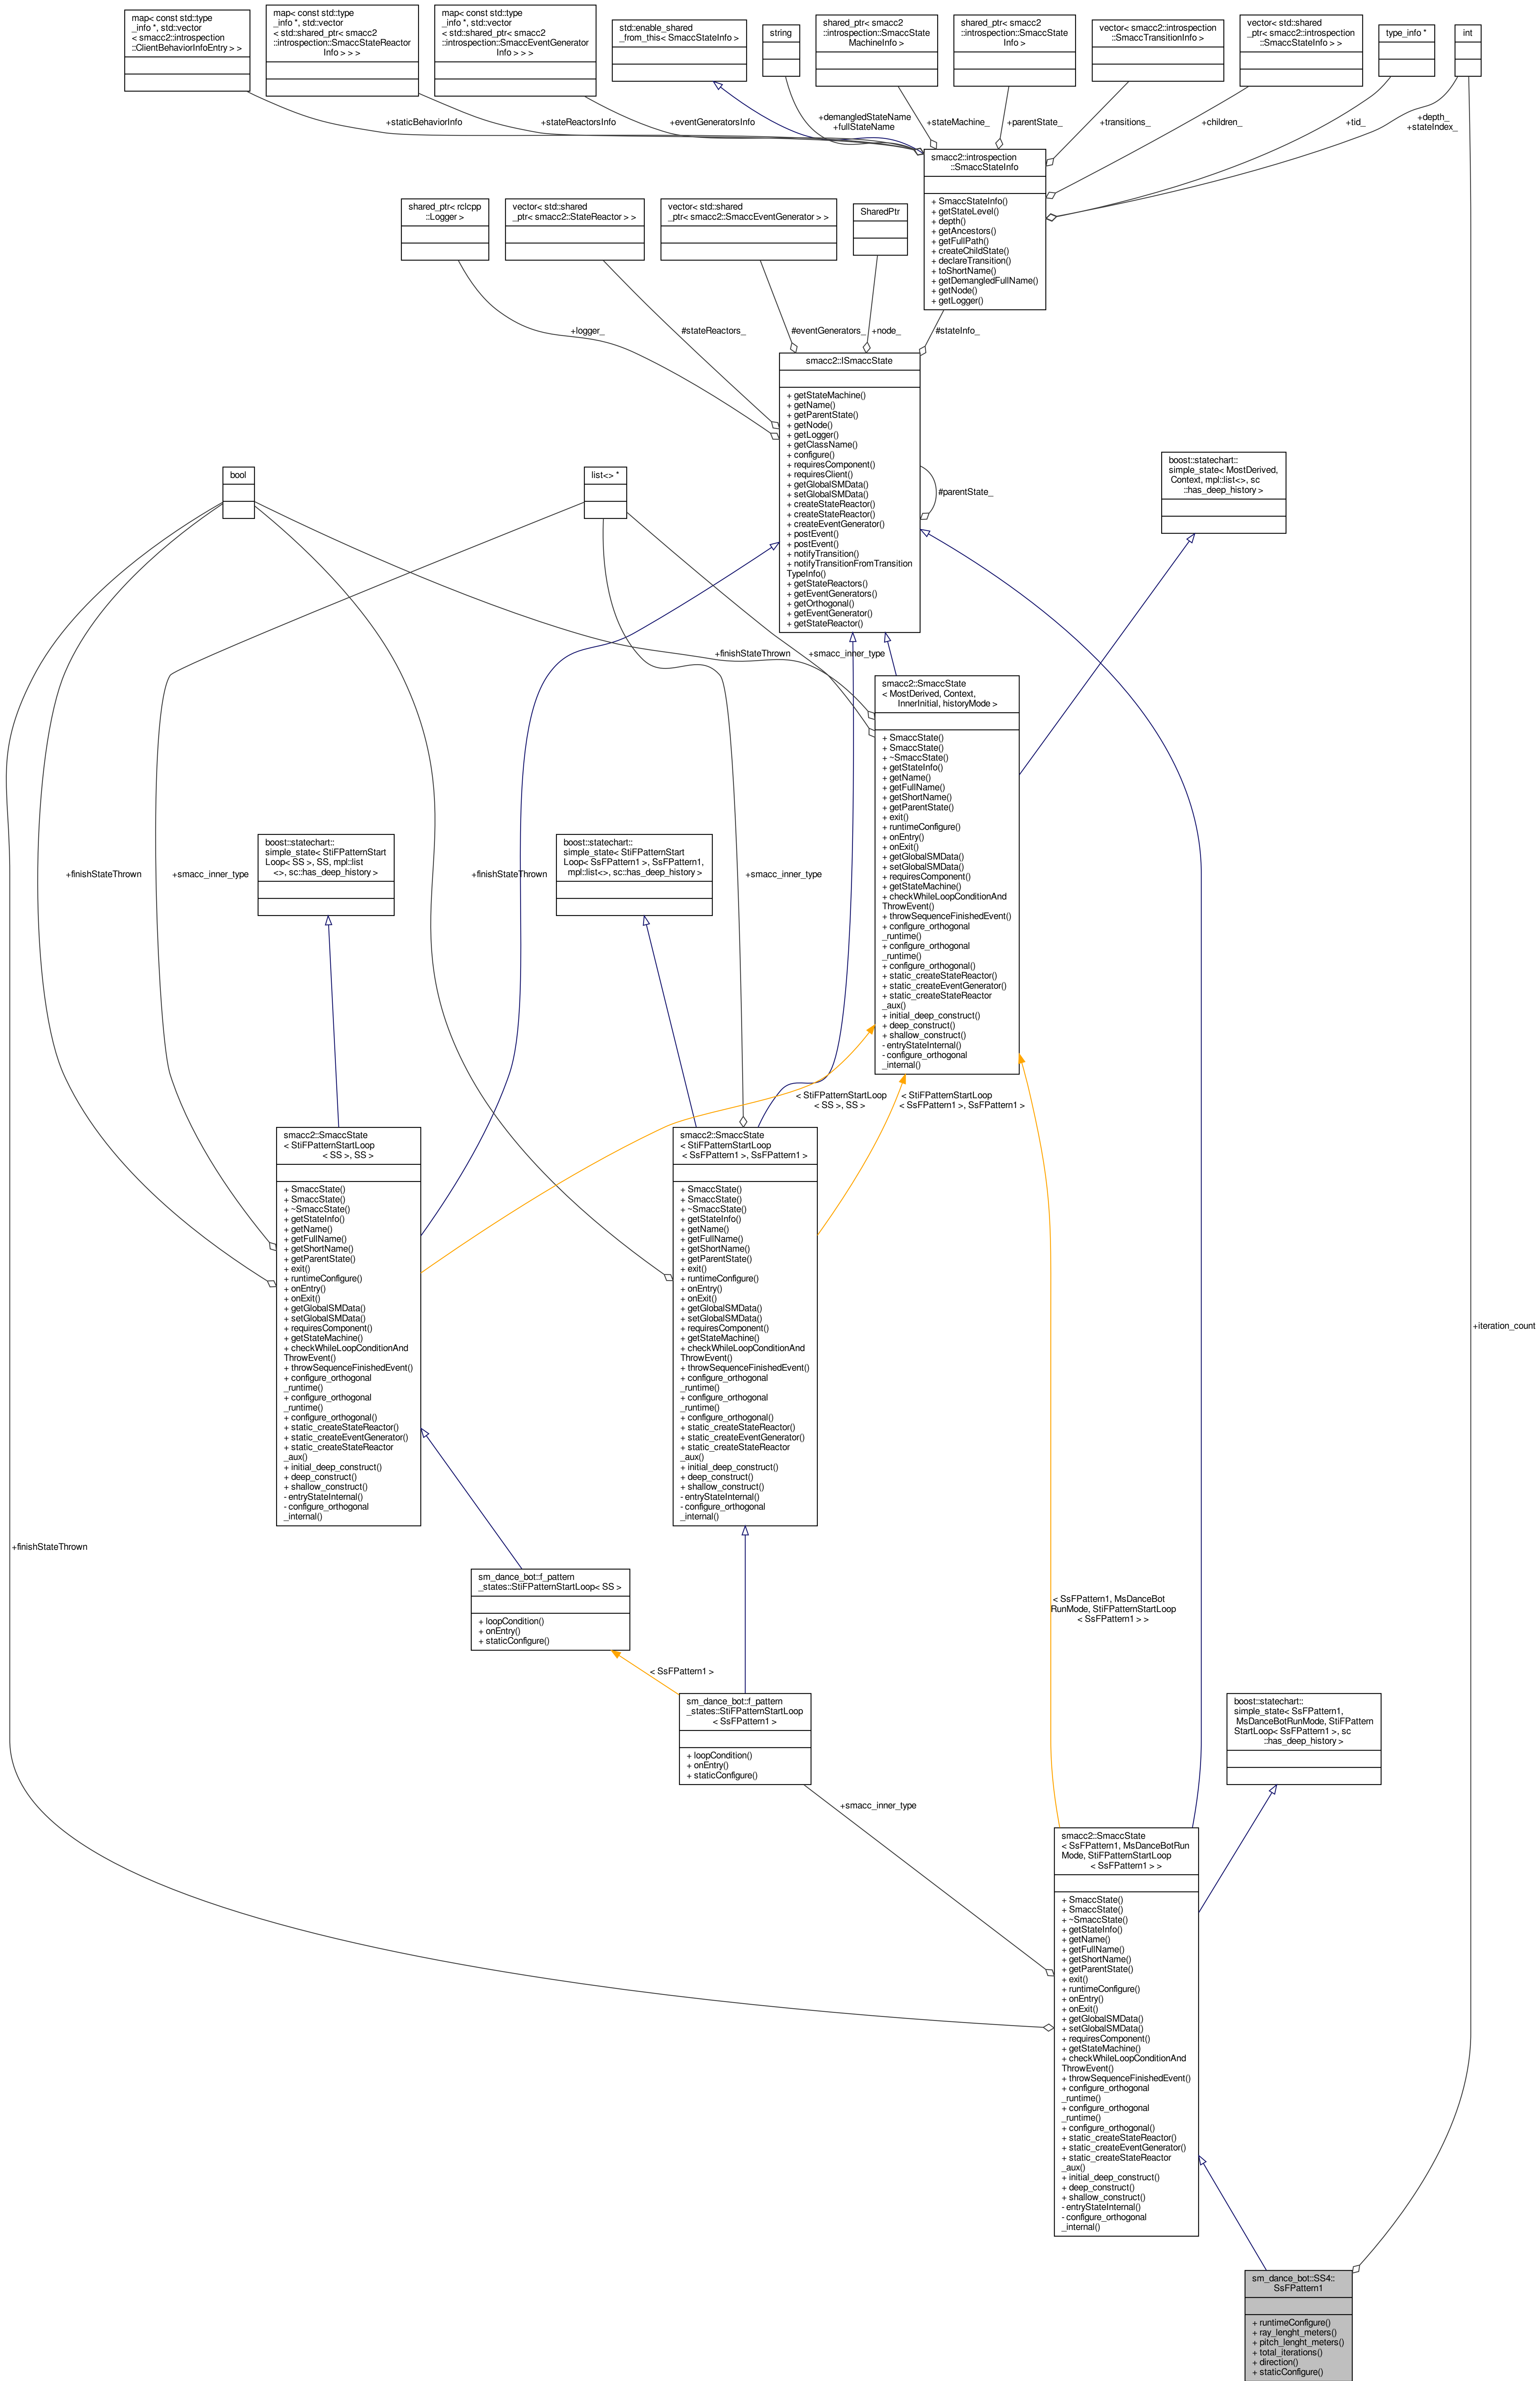 map< const std::type
_info *, std::vector
< smacc2::introspection
::ClientBehaviorInfoEntry > >
map< const std::type
_info *, std::vector
< std::shared_ptr< smacc2
::introspection::SmaccStateReactor
Info > > >
map< const std::type
_info *, std::vector
< std::shared_ptr< smacc2
::introspection::SmaccEventGenerator
Info > > >
std::enable_shared
_from_this< SmaccStateInfo >
string
shared_ptr< smacc2
::introspection::SmaccState
MachineInfo >
shared_ptr< smacc2
::introspection::SmaccState
Info >
vector< smacc2::introspection
::SmaccTransitionInfo >
vector< std::shared
_ptr< smacc2::introspection
::SmaccStateInfo > >
type_info *
int
+staticBehaviorInfo
+stateReactorsInfo
+eventGeneratorsInfo
+demangledStateName
+fullStateName
+stateMachine_
+parentState_
+transitions_
+children_
+tid_
+depth_
+stateIndex_
smacc2::introspection
::SmaccStateInfo
+ SmaccStateInfo()
+ getStateLevel()
+ depth()
+ getAncestors()
+ getFullPath()
+ createChildState()
+ declareTransition()
+ toShortName()
+ getDemangledFullName()
+ getNode()
+ getLogger()
shared_ptr< rclcpp
::Logger >
vector< std::shared
_ptr< smacc2::StateReactor > >
vector< std::shared
_ptr< smacc2::SmaccEventGenerator > >
SharedPtr
+logger_
#stateReactors_
#eventGenerators_
+node_
#stateInfo_
smacc2::ISmaccState
+ getStateMachine()
+ getName()
+ getParentState()
+ getNode()
+ getLogger()
+ getClassName()
+ configure()
+ requiresComponent()
+ requiresClient()
+ getGlobalSMData()
+ setGlobalSMData()
+ createStateReactor()
+ createStateReactor()
+ createEventGenerator()
+ postEvent()
+ postEvent()
+ notifyTransition()
+ notifyTransitionFromTransition
TypeInfo()
+ getStateReactors()
+ getEventGenerators()
+ getOrthogonal()
+ getEventGenerator()
+ getStateReactor()
#parentState_
bool
list<> *
boost::statechart::
simple_state< MostDerived,
Context, mpl::list<>, sc
::has_deep_history >
+finishStateThrown
+smacc_inner_type
smacc2::SmaccState
< MostDerived, Context,
InnerInitial, historyMode >
+ SmaccState()
+ SmaccState()
+ ~SmaccState()
+ getStateInfo()
+ getName()
+ getFullName()
+ getShortName()
+ getParentState()
+ exit()
+ runtimeConfigure()
+ onEntry()
+ onExit()
+ getGlobalSMData()
+ setGlobalSMData()
+ requiresComponent()
+ getStateMachine()
+ checkWhileLoopConditionAnd
ThrowEvent()
+ throwSequenceFinishedEvent()
+ configure_orthogonal
_runtime()
+ configure_orthogonal
_runtime()
+ configure_orthogonal()
+ static_createStateReactor()
+ static_createEventGenerator()
+ static_createStateReactor
_aux()
+ initial_deep_construct()
+ deep_construct()
+ shallow_construct()
- entryStateInternal()
- configure_orthogonal
_internal()
boost::statechart::
simple_state< StiFPatternStart
Loop< SS >, SS, mpl::list
<>, sc::has_deep_history >
boost::statechart::
simple_state< StiFPatternStart
Loop< SsFPattern1 >, SsFPattern1,
mpl::list<>, sc::has_deep_history >
+finishStateThrown
+smacc_inner_type
+finishStateThrown
+smacc_inner_type
< StiFPatternStartLoop
< SS >, SS >
< StiFPatternStartLoop
< SsFPattern1 >, SsFPattern1 >
smacc2::SmaccState
< StiFPatternStartLoop
< SS >, SS >
+ SmaccState()
+ SmaccState()
+ ~SmaccState()
+ getStateInfo()
+ getName()
+ getFullName()
+ getShortName()
+ getParentState()
+ exit()
+ runtimeConfigure()
+ onEntry()
+ onExit()
+ getGlobalSMData()
+ setGlobalSMData()
+ requiresComponent()
+ getStateMachine()
+ checkWhileLoopConditionAnd
ThrowEvent()
+ throwSequenceFinishedEvent()
+ configure_orthogonal
_runtime()
+ configure_orthogonal
_runtime()
+ configure_orthogonal()
+ static_createStateReactor()
+ static_createEventGenerator()
+ static_createStateReactor
_aux()
+ initial_deep_construct()
+ deep_construct()
+ shallow_construct()
- entryStateInternal()
- configure_orthogonal
_internal()
smacc2::SmaccState
< StiFPatternStartLoop
< SsFPattern1 >, SsFPattern1 >
+ SmaccState()
+ SmaccState()
+ ~SmaccState()
+ getStateInfo()
+ getName()
+ getFullName()
+ getShortName()
+ getParentState()
+ exit()
+ runtimeConfigure()
+ onEntry()
+ onExit()
+ getGlobalSMData()
+ setGlobalSMData()
+ requiresComponent()
+ getStateMachine()
+ checkWhileLoopConditionAnd
ThrowEvent()
+ throwSequenceFinishedEvent()
+ configure_orthogonal
_runtime()
+ configure_orthogonal
_runtime()
+ configure_orthogonal()
+ static_createStateReactor()
+ static_createEventGenerator()
+ static_createStateReactor
_aux()
+ initial_deep_construct()
+ deep_construct()
+ shallow_construct()
- entryStateInternal()
- configure_orthogonal
_internal()
+iteration_count
+finishStateThrown
sm_dance_bot::f_pattern
_states::StiFPatternStartLoop< SS >
+ loopCondition()
+ onEntry()
+ staticConfigure()
< SsFPattern1, MsDanceBot
RunMode, StiFPatternStartLoop
< SsFPattern1 > >
< SsFPattern1 >
sm_dance_bot::f_pattern
_states::StiFPatternStartLoop
< SsFPattern1 >
+ loopCondition()
+ onEntry()
+ staticConfigure()
boost::statechart::
simple_state< SsFPattern1,
MsDanceBotRunMode, StiFPattern
StartLoop< SsFPattern1 >, sc
::has_deep_history >
+smacc_inner_type
smacc2::SmaccState
< SsFPattern1, MsDanceBotRun
Mode, StiFPatternStartLoop
< SsFPattern1 > >
+ SmaccState()
+ SmaccState()
+ ~SmaccState()
+ getStateInfo()
+ getName()
+ getFullName()
+ getShortName()
+ getParentState()
+ exit()
+ runtimeConfigure()
+ onEntry()
+ onExit()
+ getGlobalSMData()
+ setGlobalSMData()
+ requiresComponent()
+ getStateMachine()
+ checkWhileLoopConditionAnd
ThrowEvent()
+ throwSequenceFinishedEvent()
+ configure_orthogonal
_runtime()
+ configure_orthogonal
_runtime()
+ configure_orthogonal()
+ static_createStateReactor()
+ static_createEventGenerator()
+ static_createStateReactor
_aux()
+ initial_deep_construct()
+ deep_construct()
+ shallow_construct()
- entryStateInternal()
- configure_orthogonal
_internal()
sm_dance_bot::SS4::
SsFPattern1
+ runtimeConfigure()
+ ray_lenght_meters()
+ pitch_lenght_meters()
+ total_iterations()
+ direction()
+ staticConfigure()